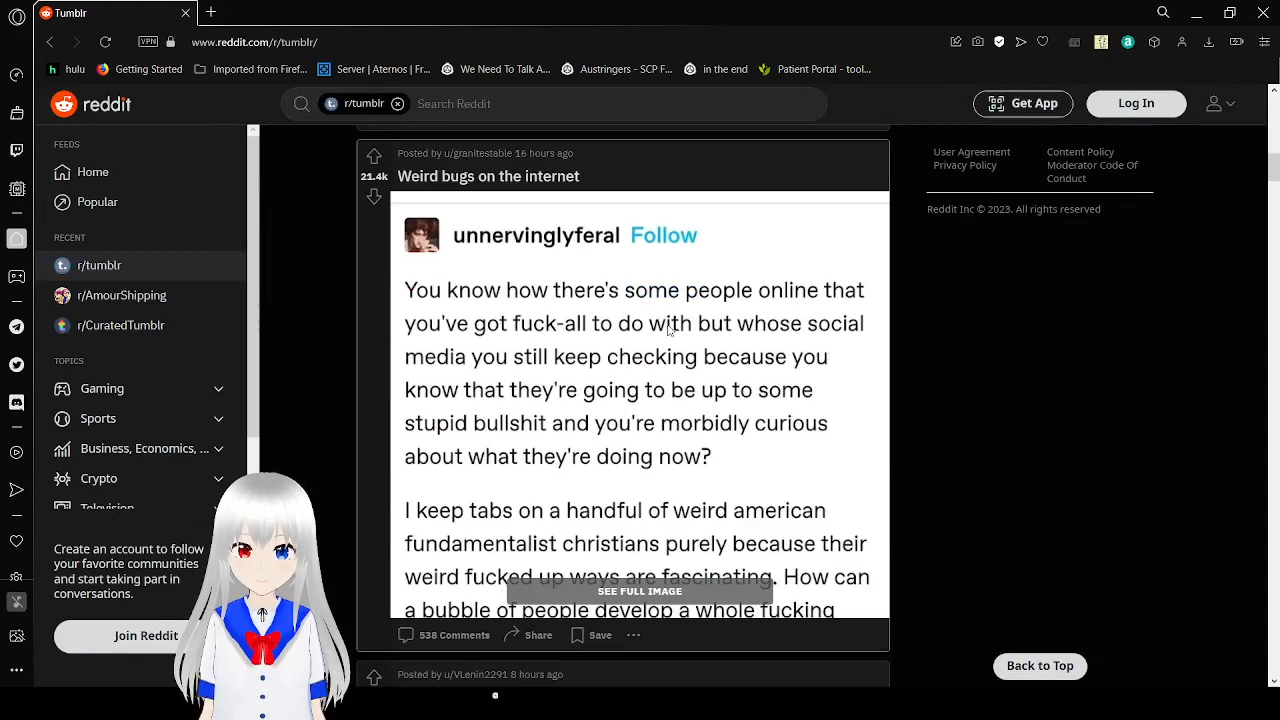 Tumblr
VPN
www.reddit.com/r/tumblr/
hulu
Getting Started
Imported from Firef...
Server | Aternos | Fr...
We Need To Talk A...
Austringers - SCP F...
in the end
Patient Portal - tool...
reddit
r/tumblr
Search Reddit
Get App
Log In
FEEDS
Home
Popular
RECENT
r/tumblr
r/AmourShipping
r/CuratedTumblr
TOPICS
Gaming
Sports
Business, Economics, ...
Crypto
Television
Create an account to follow
your favorite communities
and start taking part in
conversations.
Join Reddit
Posted by u/granitestable 16 hours ago
21.4k
Weird bugs on the internet
unnervinglyferal Follow
You know how there's some people online that
you've got fuck-all to do with but whose social
media you still keep checking because you
know that they're going to be up to some
stupid bullshit and you're morbidly curious
about what they're doing now?
I keep tabs on a handful of weird american
fundamentalist christians purely because their
weird fucked up ways are fascinating. How can
a bubble of people develop a whole fucking
SEE FULL IMAGE
538 Comments
Share
Save
Posted by u/VLenin2291 8 hours ago
User Agreement
Privacy Policy
Content Policy
Moderator Code Of
Conduct
Reddit Inc © 2023. All rights reserved
Back to Top